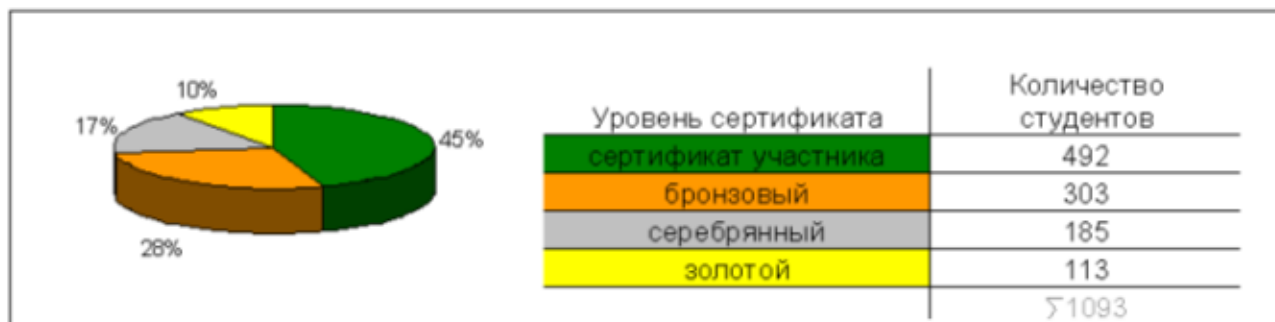 10%
17%
45%
28%
Уровень сертификата Количество студентов
сертификат участника 492
бронзовый 303
серебрянный 185
золотой 113
∑1093